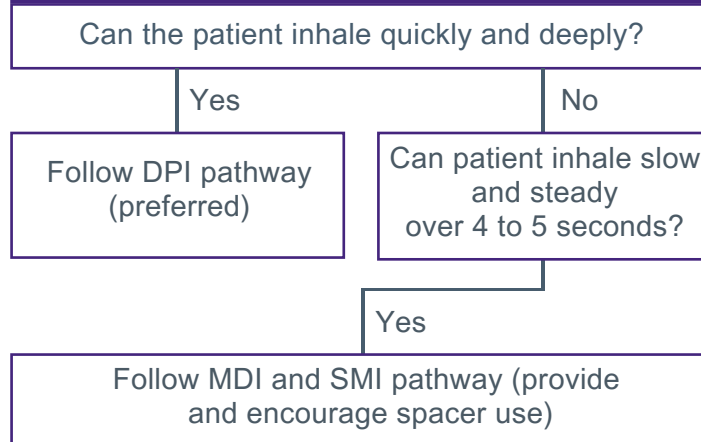 Can the patient inhale quickly and deeply?
Yes
No
Follow DPI pathway
(preferred)
Can patient inhale slow
and steady
over 4 to 5 seconds?
Yes
Follow MDI and SMI pathway (provide
and encourage spacer use)